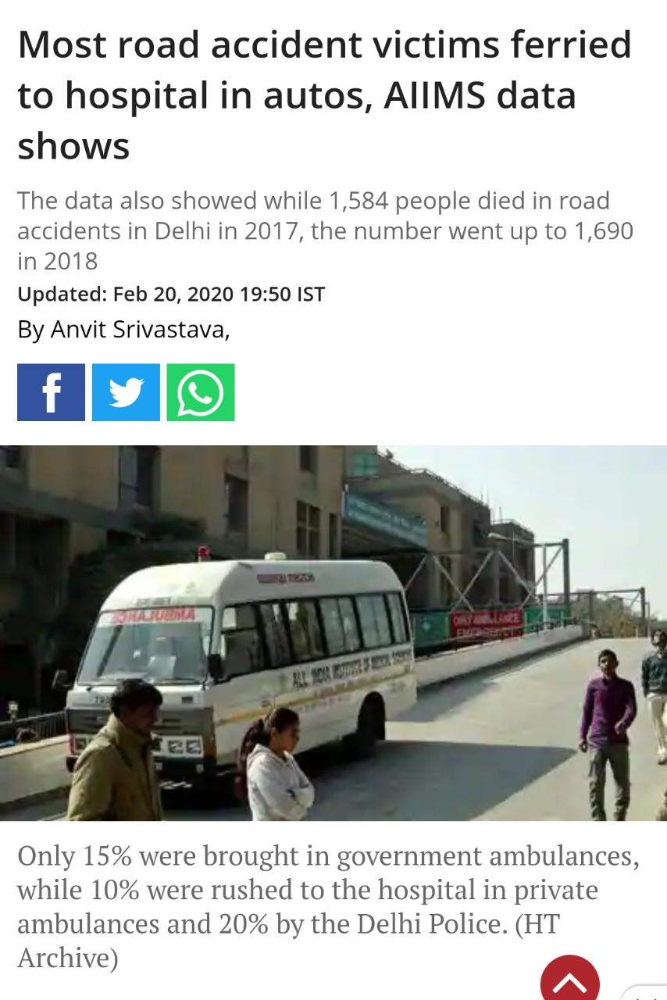 Most road accident victims ferried
to hospital in autos, AIIMS data
shows
The data also showed while 1,584 people died in road
accidents in Delhi in 2017, the number went up to 1,690
in 2018
Updated: Feb 20, 2020 19:50 IST
By Anvit Srivastava,
ALL INDIA INSTITUTE OF MEDICAL SCIENCES
ONLY AMBULANCE
EMERGENCY
Only 15% were brought in government ambulances,
while 10% were rushed to the hospital in private
ambulances and 20% by the Delhi Police. (HT
Archive)